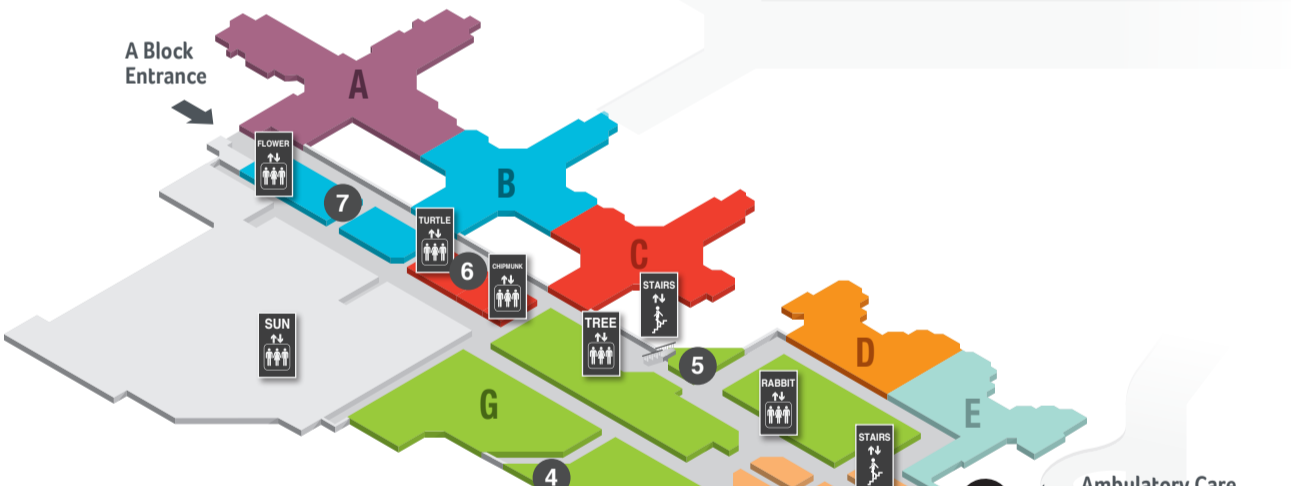 A Block
Entrance
A
FLOWER
7
B
TURTLE
6
CHIPMUNK
C
STAIRS
SUN
TREE
5
D
RABBIT
G
E
STAIRS
4
Ambulatory Care